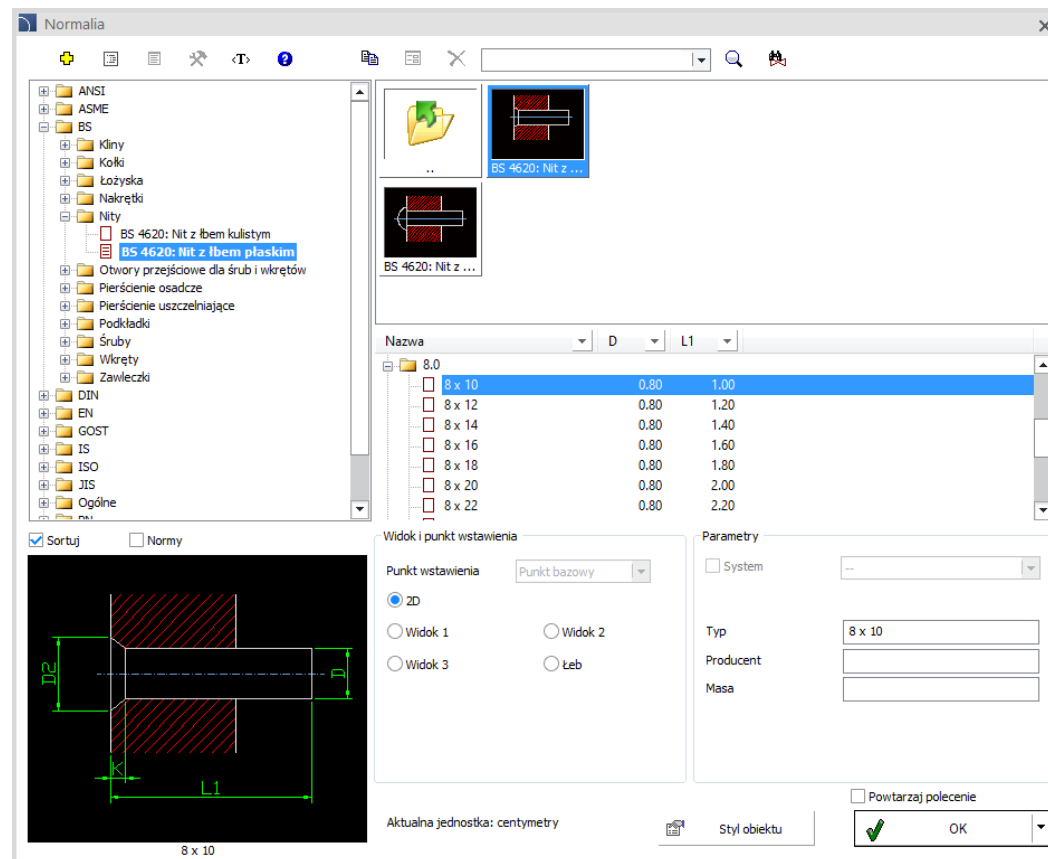 Normalia
<T>
ANSI
ASME
BS
Kliny
Kołki
Łożyska
Nakrętki
Nity
BS 4620: Nit z łbem kulistym
BS 4620: Nit z łbem płaskim
Otwory przejściowe dla śrub i wkrętów
Pierścienie osadcze
Pierścienie uszczelniające
Podkładki
Śruby
Wkręty
Zawleczki
DIN
EN
GOST
IS
ISO
JIS
Ogólne
..
BS 4620: Nit z ...
BS 4620: Nit z ...
Nazwa D L1
8.0
8 x 10 0.80 1.00
8 x 12 0.80 1.20
8 x 14 0.80 1.40
8 x 16 0.80 1.60
8 x 18 0.80 1.80
8 x 20 0.80 2.00
8 x 22 0.80 2.20
Sortuj Normy
D2
D
K
L1
8 x 10
Widok i punkt wstawienia
Punkt wstawienia Punkt bazowy
2D
Widok 1 Widok 2
Widok 3 Łeb
Parametry
System --
Typ 8 x 10
Producent
Masa
Powtarzaj polecenie
Aktualna jednostka: centymetry
Styl obiektu
OK